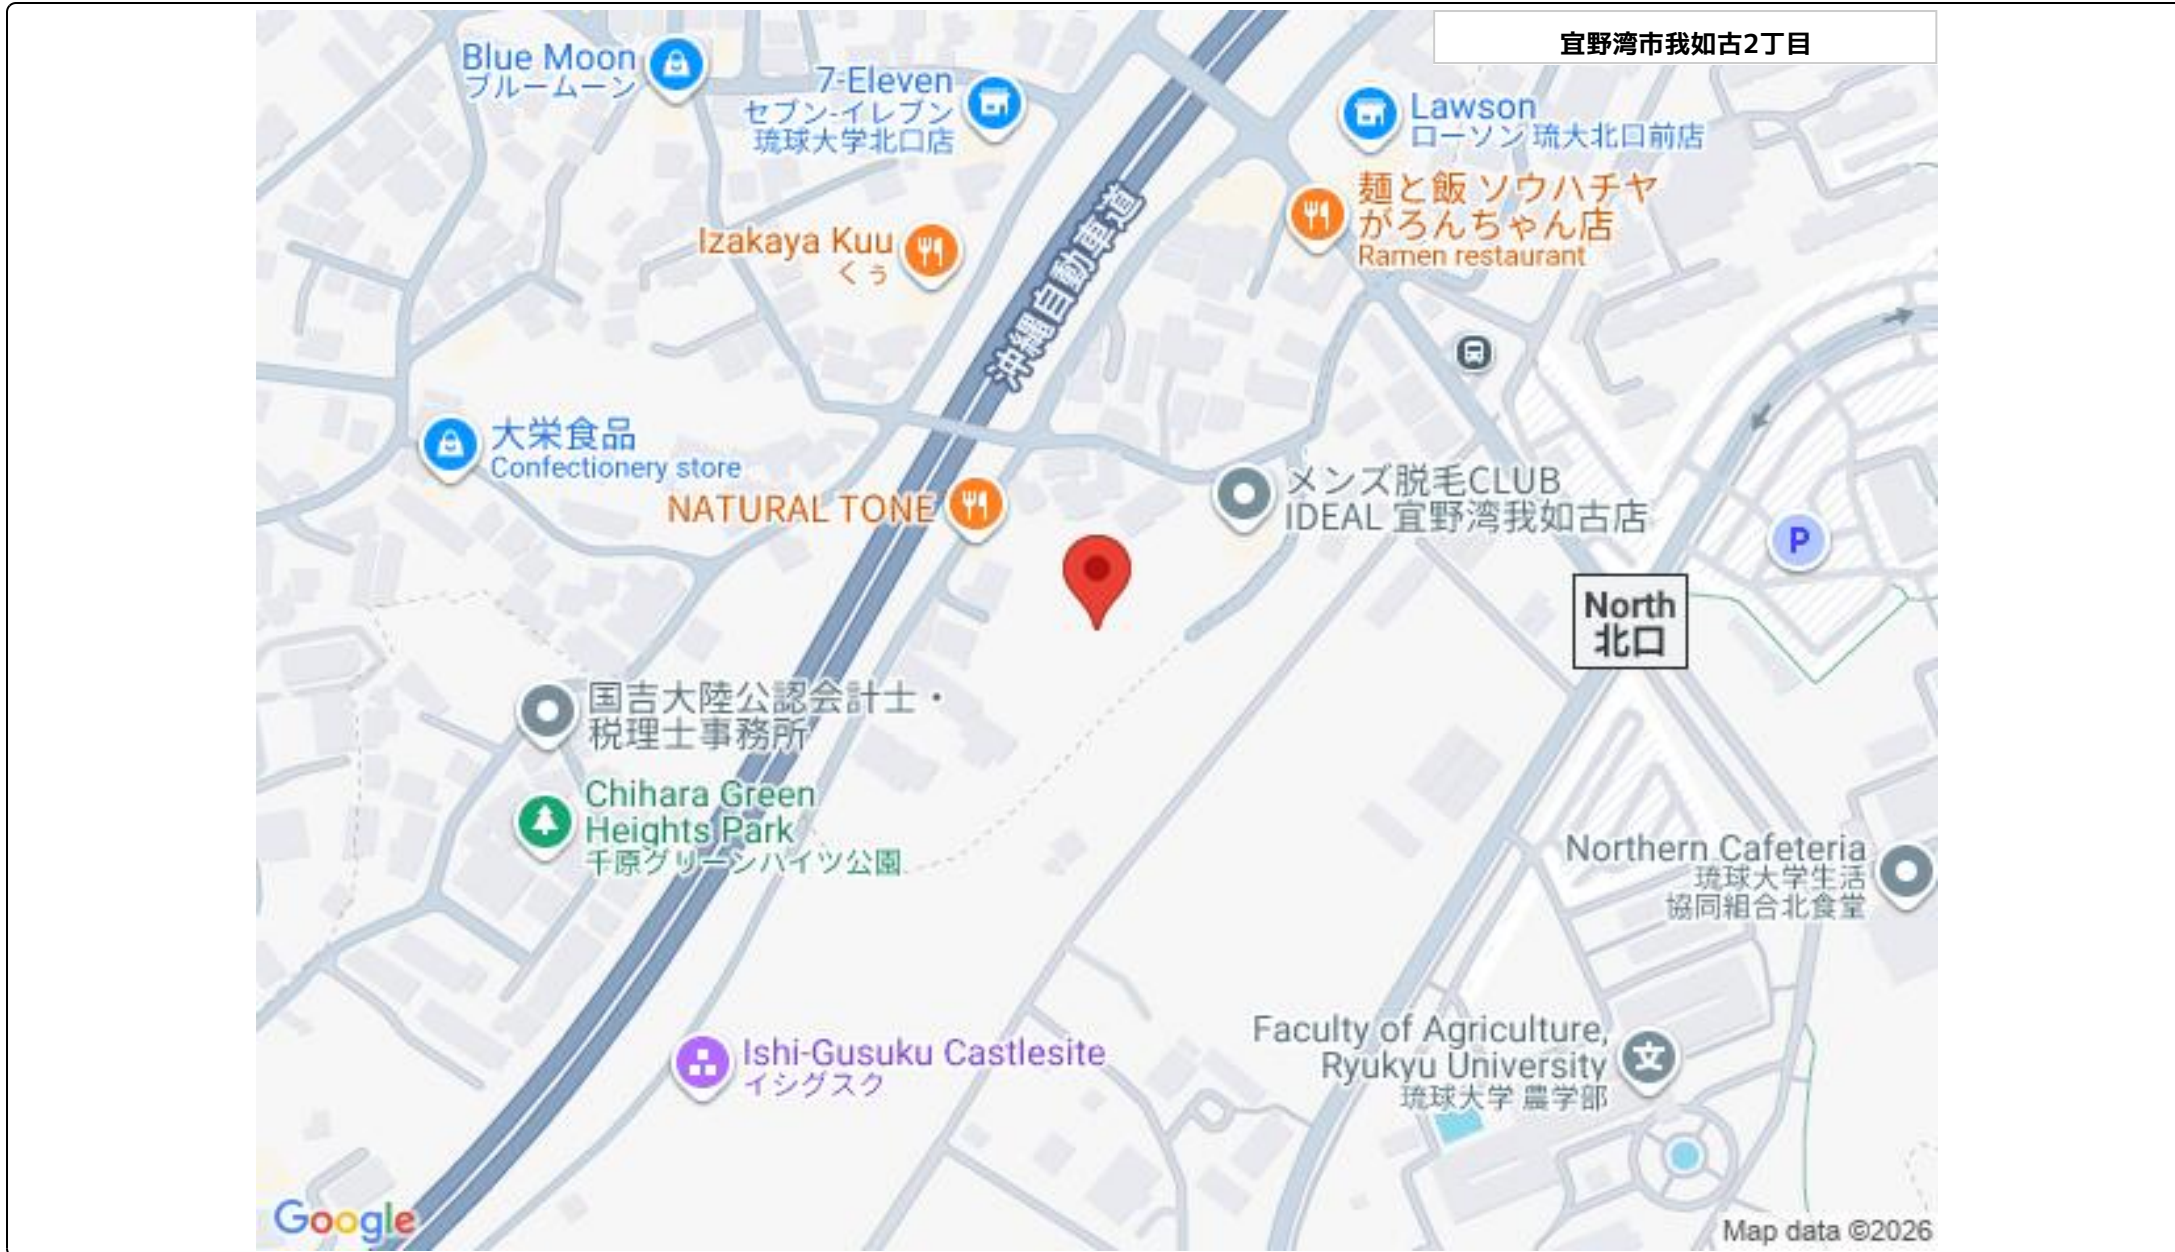 宜野湾市我如古2丁目
Blue Moon
ブルームーン
7-Eleven
セブン-イレブン
琉球大学北口店
Lawson
ローソン 琉大北口前店
麺と飯 ソウハチヤ
がろんちゃん店
Ramen restaurant
Izakaya Kuu
くぅ
沖縄自動車道
大栄食品
Confectionery store
NATURAL TONE
メンズ脱毛CLUB
IDEAL 宜野湾我如古店
P
North
北口
国吉大陸公認会計士・
税理士事務所
Chihara Green
Heights Park
千原グリーンハイツ公園
Northern Cafeteria
琉球大学生活
協同組合北食堂
Ishi-Gusuku Castlesite
イシグスク
Faculty of Agriculture,
Ryukyu University
琉球大学 農学部
文
Google
Map data ©2026